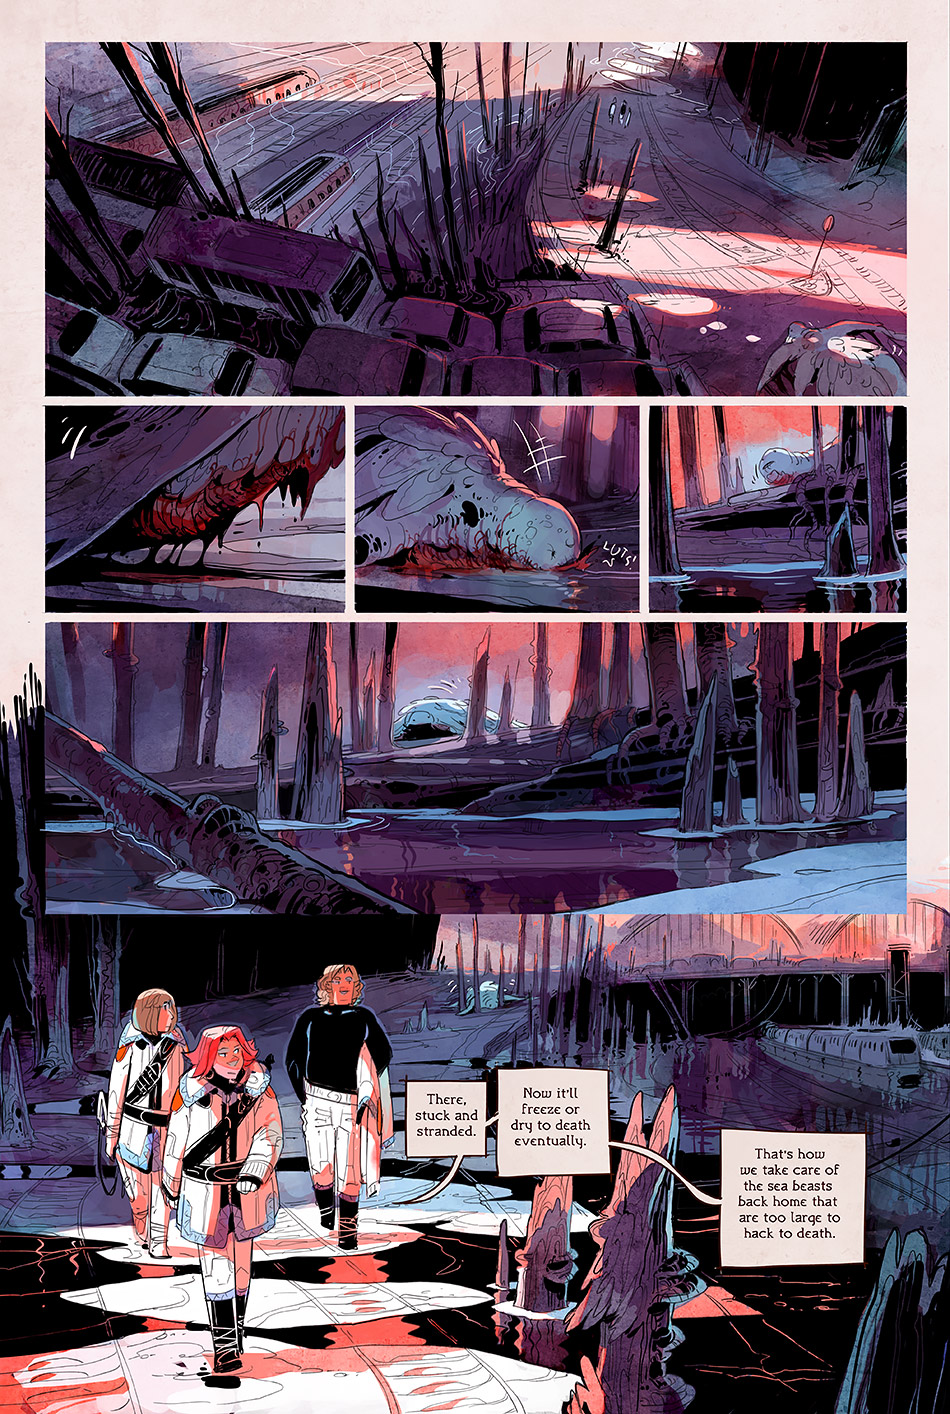 LUTS!
There,
stuck and
stranded.
Now it'll
freeze or
dry to death
eventually.
That's how
we take care of
the sea beasts
back home that
are too large to
hack to death.